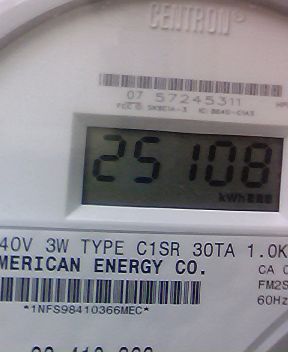 CENTRON®
07 57245311
25108
kWh
40V 3W TYPE C1SR 30TA 1.0K
MERICAN ENERGY CO.
CA 0
FM2S
60Hz
*1NFS98410366MEC*